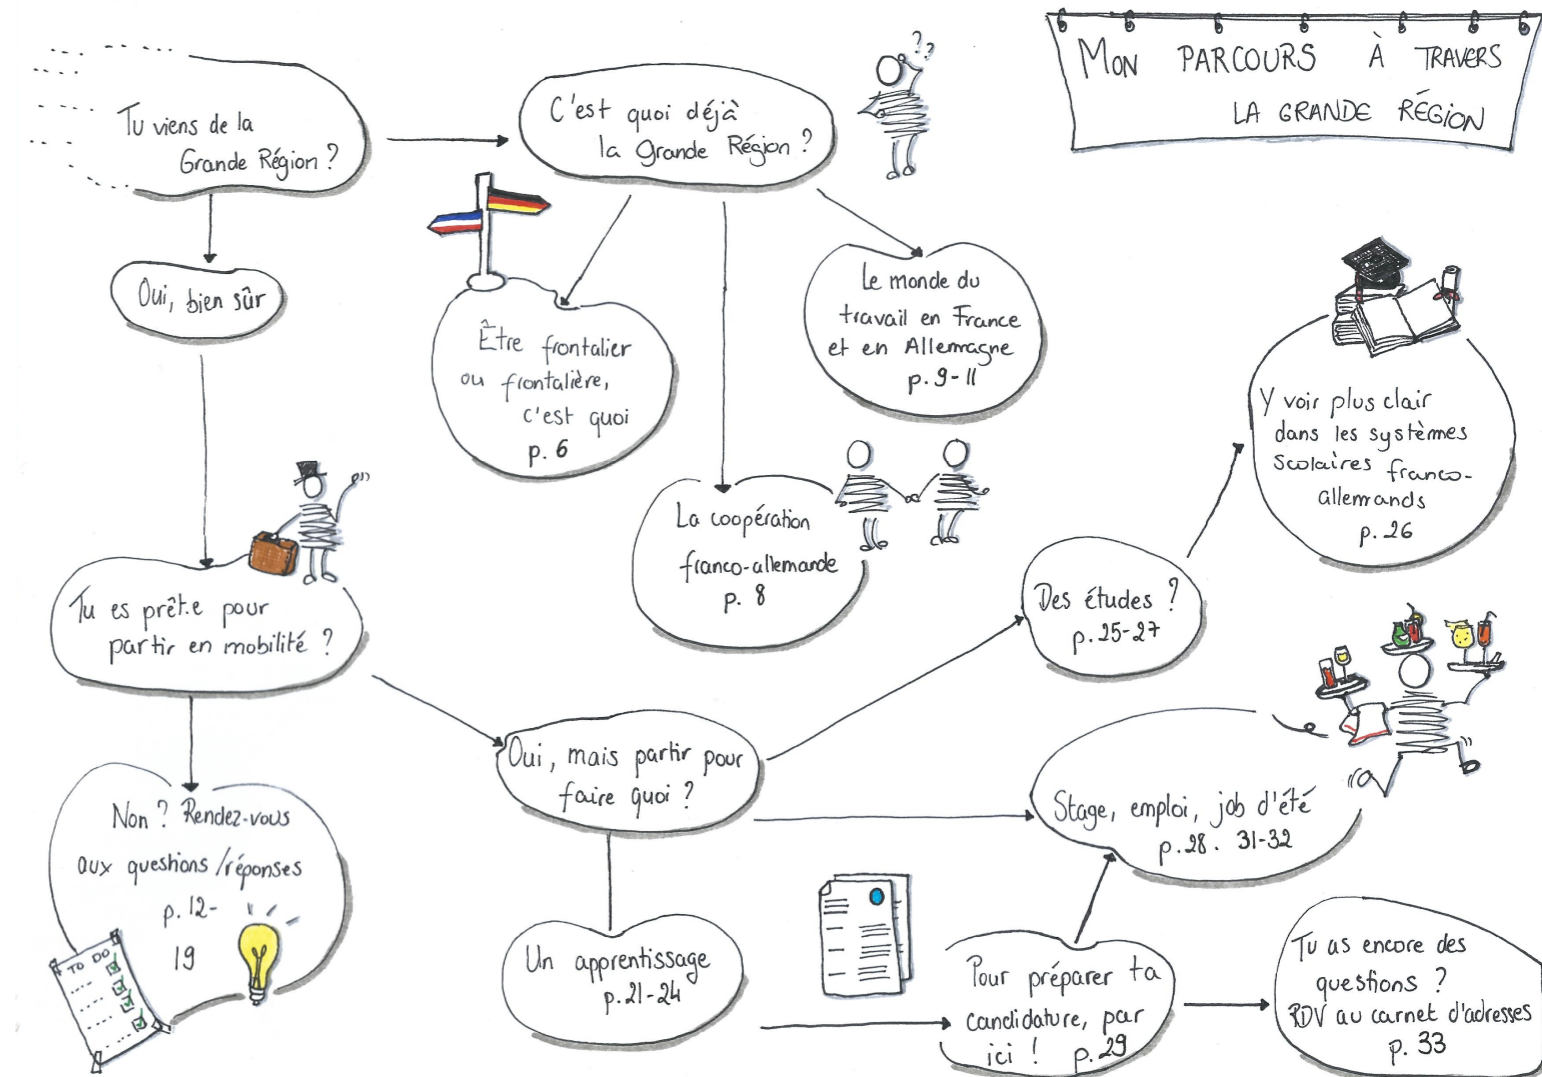 MON PARCOURS À TRAVERS
LA GRANDE RÉGION
Tu viens de la
Grande Région ?
C'est quoi déjà
la Grande Région ?
Oui, bien sûr
Être frontalier
ou frontalière,
c'est quoi
p. 6
Le monde du
travail en France
et en Allemagne
p. 9-11
La coopération
franco-allemande
p. 8
Y voir plus clair
dans les systèmes
scolaires franco-
allemands
p. 26
Tu es prêt.e pour
partir en mobilité ?
Des études ?
p. 25-27
Oui, mais partir pour
faire quoi ?
Non ? Rendez-vous
aux questions/réponses
p. 12-
19
TO DO
Stage, emploi, job d'été
p. 28. 31-32
Un apprentissage
p. 21-24
Pour préparer ta
candidature, par
ici ! p. 29
Tu as encore des
questions ?
RDV au carnet d'adresses
p. 33